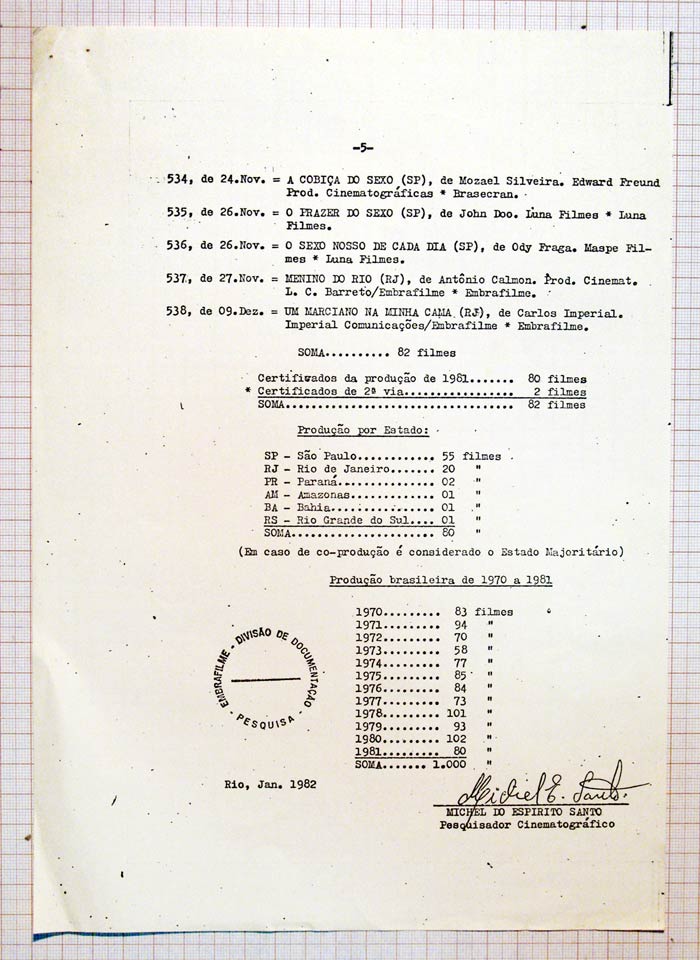 -5-
534, de 24.Nov. = A COBIÇA DO SEXO (SP), de Mozael Silveira. Edward Freund
Prod. Cinematográficas * Brasecran.
535, de 26.Nov. = O PRAZER DO SEXO (SP), de John Doo. Luna Filmes * Luna
Filmes.
536, de 26.Nov. = O SEXO NOSSO DE CADA DIA (SP), de Ody Fraga. Maspe Fil-
mes * Luna Filmes.
537, de 27.Nov. = MENINO DO RIO (RJ), de Antônio Calmon. Prod. Cinemat.
L. C. Barreto/Embrafilme * Embrafilme.
538, de 09.Dez. = UM MARCIANO NA MINHA CAMA (RJ), de Carlos Imperial.
Imperial Comunicações/Embrafilme * Embrafilme.
SOMA.......... 82 filmes
Certificados da produção de 1981....... 80 filmes
* Certificados de 2ª via................. 2 filmes
SOMA.................................. 82 filmes
Produção por Estado:
SP - São Paulo............ 55 filmes
RJ - Rio de Janeiro....... 20 "
PR - Paraná............... 02 "
AM - Amazonas............. 01 "
BA - Bahia................ 01 "
RS - Rio Grande do Sul.... 01 "
SOMA...................... 80 "
(Em caso de co-produção é considerado o Estado Majoritário)
Produção brasileira de 1970 a 1981
1970......... 83 filmes
1971......... 94 "
1972......... 70 "
1973......... 58 "
1974......... 77 "
1975......... 85 "
1976......... 84 "
1977......... 73 "
1978......... 101 "
1979......... 93 "
1980......... 102 "
1981......... 80 "
SOMA....... 1.000 "
EMBRAFILME - DIVISÃO DE DOCUMENTAÇÃO
- PESQUISA -
Rio, Jan. 1982
Michel E. Santo.
MICHEL DO ESPIRITO SANTO
Pesquisador Cinematográfico